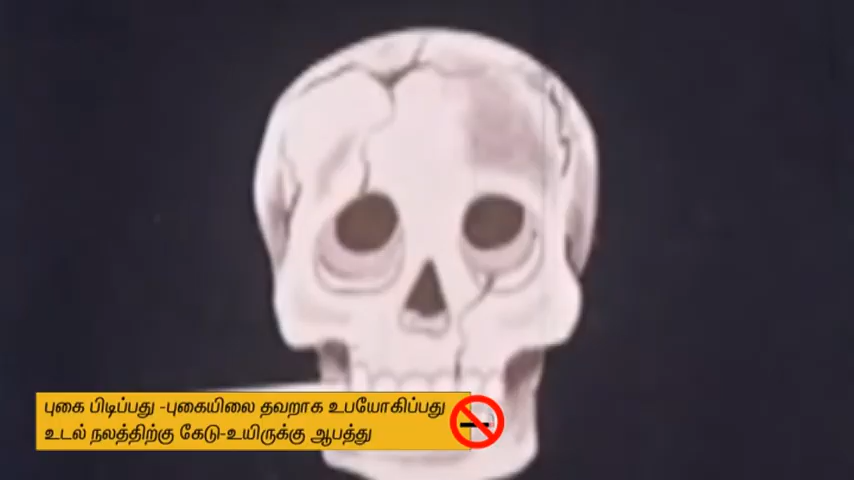 புகை பிடிப்பது -புகையிலை தவறாக உபயோகிப்பது
உடல் நலத்திற்கு கேடு-உயிருக்கு ஆபத்து